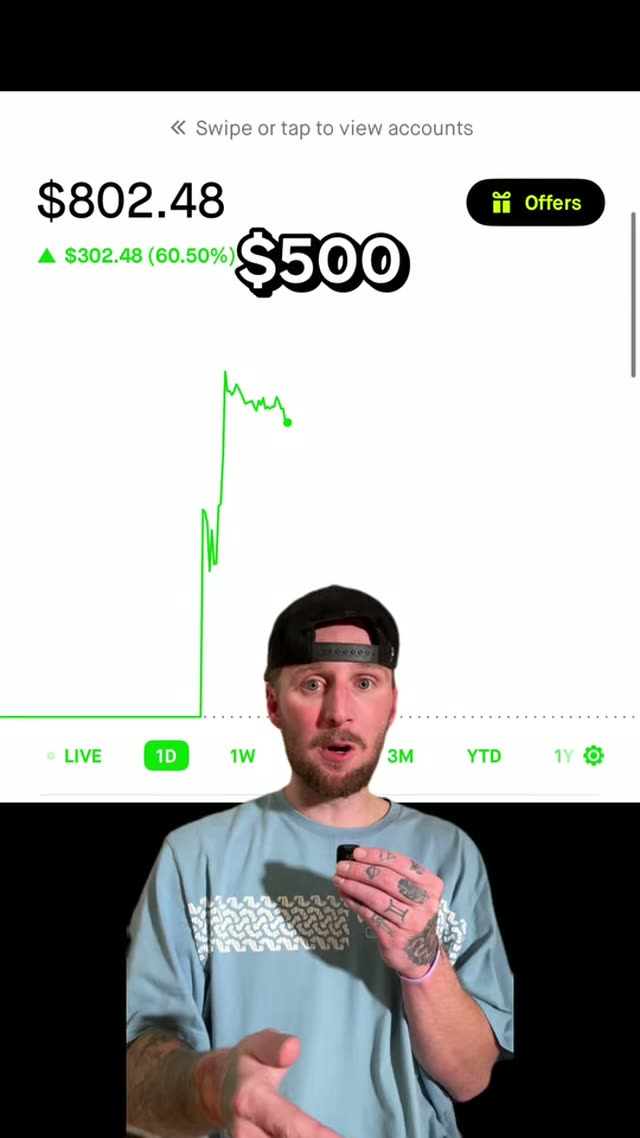 Swipe or tap to view accounts
$802.48
Offers
▲ $302.48 (60.50%)
$500
LIVE 1D 1W 3M YTD 1Y